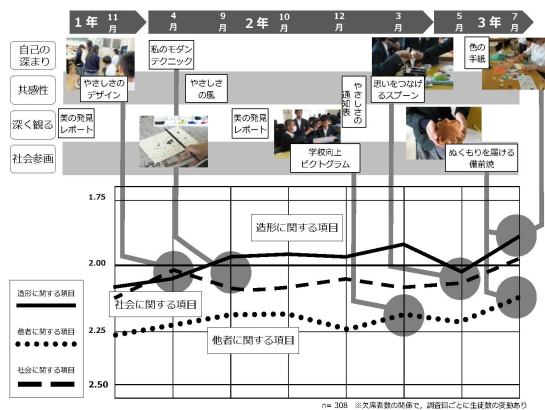 1年
11月
4月
9月
2年
10月
12月
3月
5月
3年
7月
自己の
深まり
共感性
深く観る
社会参画
私のモダン
テクニック
色の
手紙
やさしさの
デザイン
やさしさ
の風
やさしさの
通知表
思いをつなげ
るスプーン
美の発見
レポート
美の発見
レポート
学校向上
ピクトグラム
ぬくもりを届ける
備前焼
1.75
2.00
2.25
2.50
造形に関する項目
社会に関する項目
他者に関する項目
造形に関する項目
他者に関する項目
社会に関する項目
n= 308 ※欠席者数の関係で，調査回ごとに生徒数の変動あり